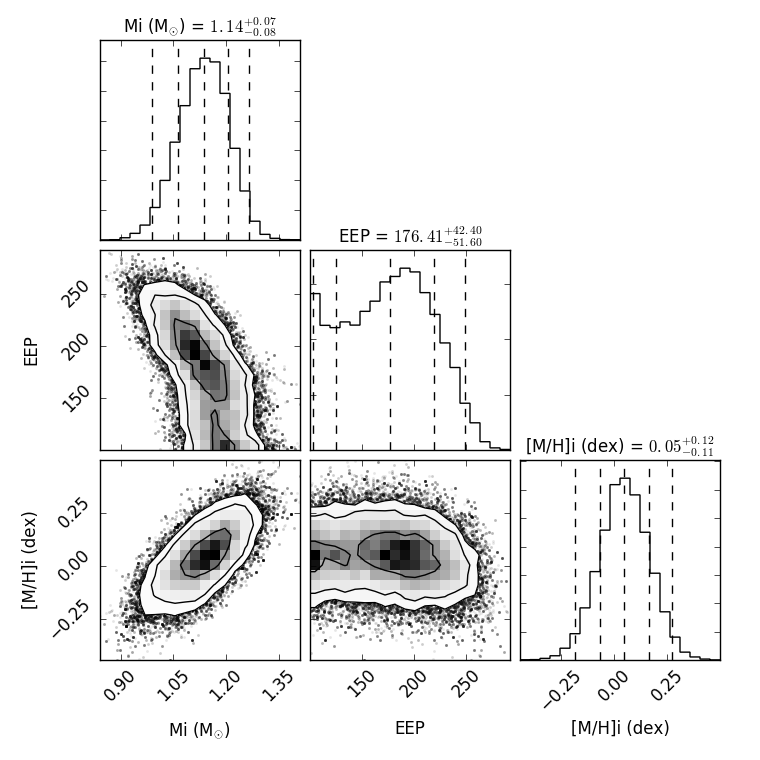 Mi (M⊙) = 1.14 +0.07 −0.08
EEP = 176.41 +42.40 −51.60
250
200
150
EEP
[M/H]i (dex) = 0.05 +0.12 −0.11
0.25
0.00
−0.25
[M/H]i (dex)
0.90 1.05 1.20 1.35
150 200 250
−0.25 0.00 0.25
Mi (M⊙)
EEP
[M/H]i (dex)